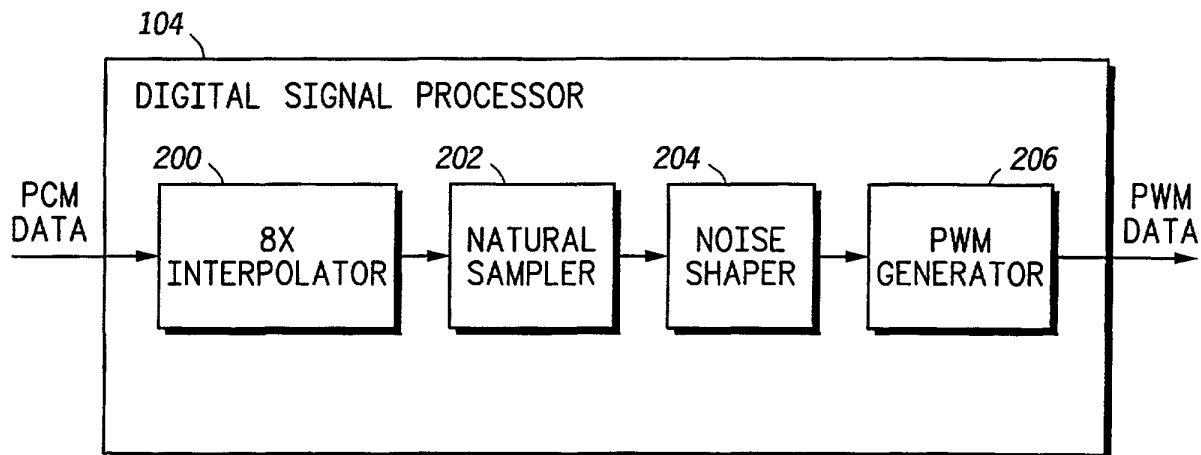 104
DIGITAL SIGNAL PROCESSOR
200
202
204
206
PCM
DATA
8X
INTERPOLATOR
NATURAL
SAMPLER
NOISE
SHAPER
PWM
GENERATOR
PWM
DATA